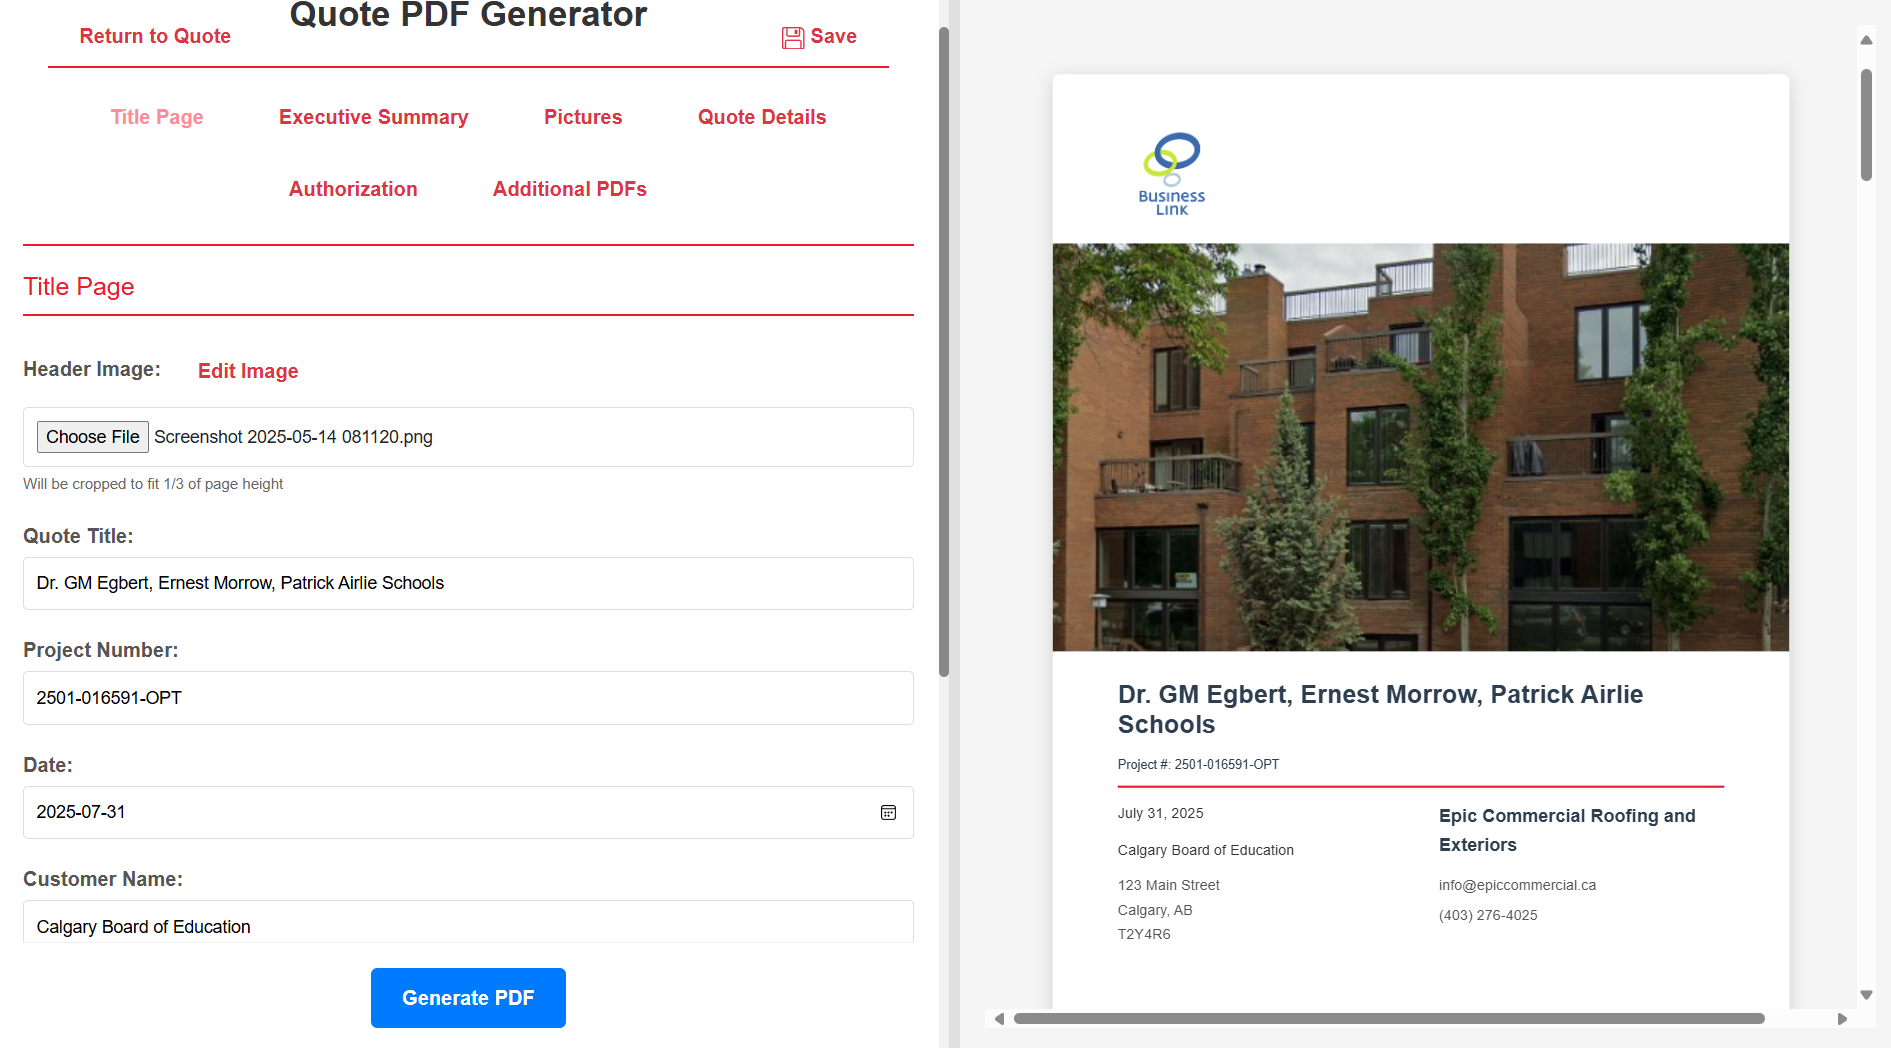 Quote PDF Generator
Return to Quote
Save
Title Page
Executive Summary
Pictures
Quote Details
Authorization
Additional PDFs
Title Page
Header Image:
Edit Image
Choose File
Screenshot 2025-05-14 081120.png
Will be cropped to fit 1/3 of page height
Quote Title:
Dr. GM Egbert, Ernest Morrow, Patrick Airlie Schools
Project Number:
2501-016591-OPT
Date:
2025-07-31
Customer Name:
Calgary Board of Education
Generate PDF
Business
Link
Dr. GM Egbert, Ernest Morrow, Patrick Airlie
Schools
Project #: 2501-016591-OPT
July 31, 2025
Calgary Board of Education
123 Main Street
Calgary, AB
T2Y4R6
Epic Commercial Roofing and
Exteriors
info@epiccommercial.ca
(403) 276-4025